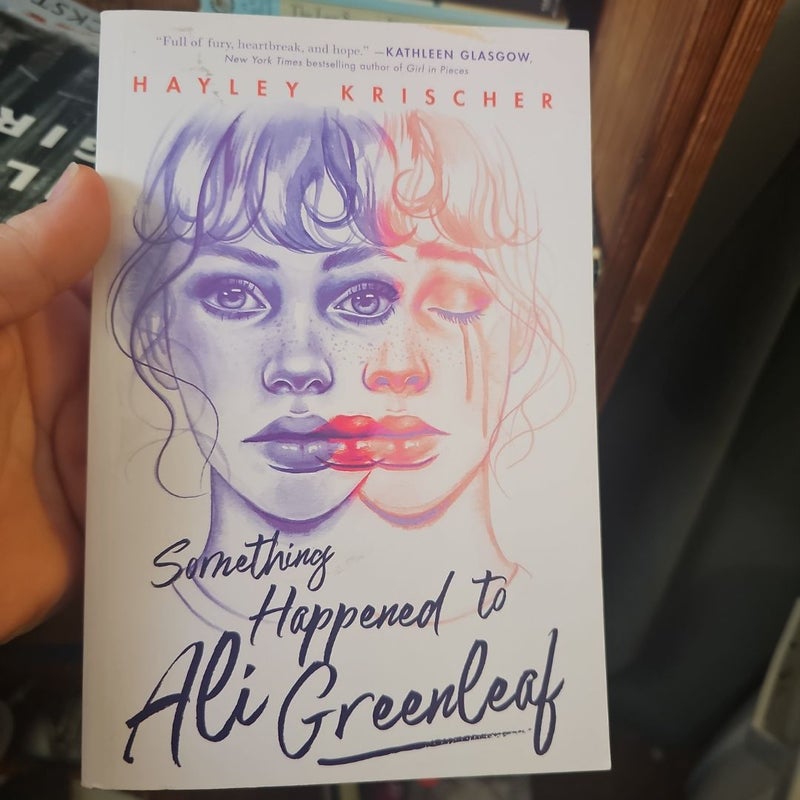 “Full of fury, heartbreak, and hope.” —KATHLEEN GLASGOW,
New York Times bestselling author of Girl in Pieces
HAYLEY KRISCHER
Something
Happened to
Ali Greenleaf